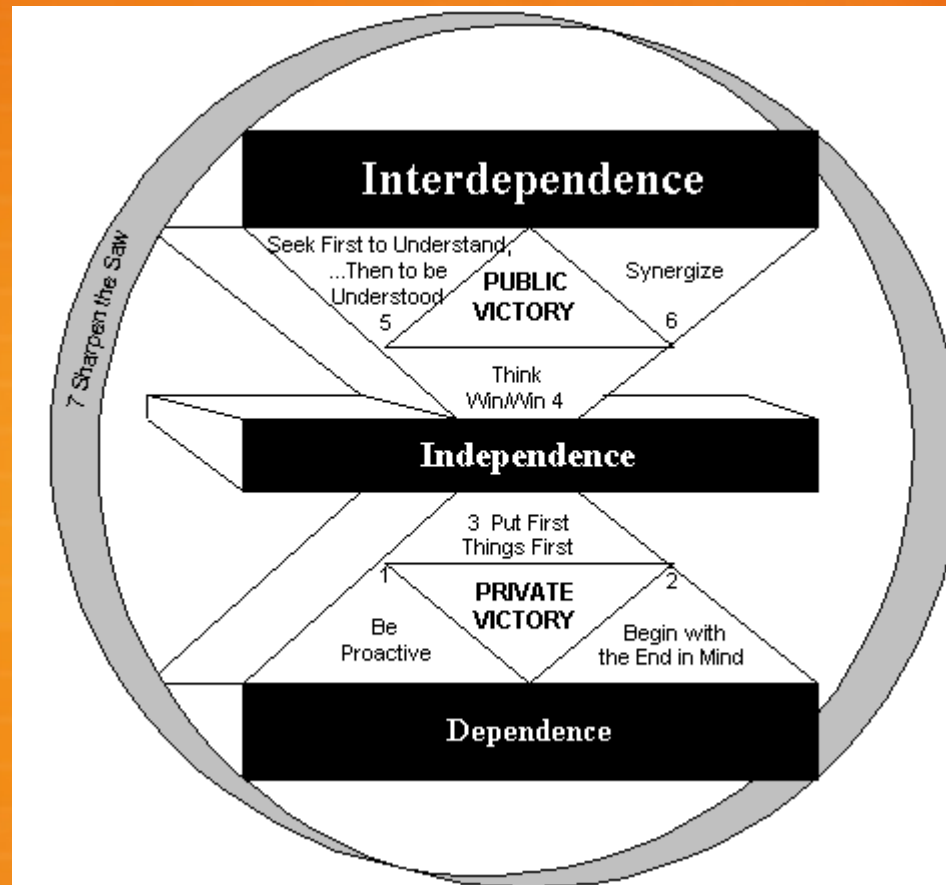 Interdependence
Seek First to Understand,
...Then to be
Understood
5
PUBLIC
VICTORY
Synergize
6
Think
Win/Win 4
7 Sharpen the Saw
Independence
3 Put First
Things First
1
2
PRIVATE
VICTORY
Be
Proactive
Begin with
the End in Mind
Dependence